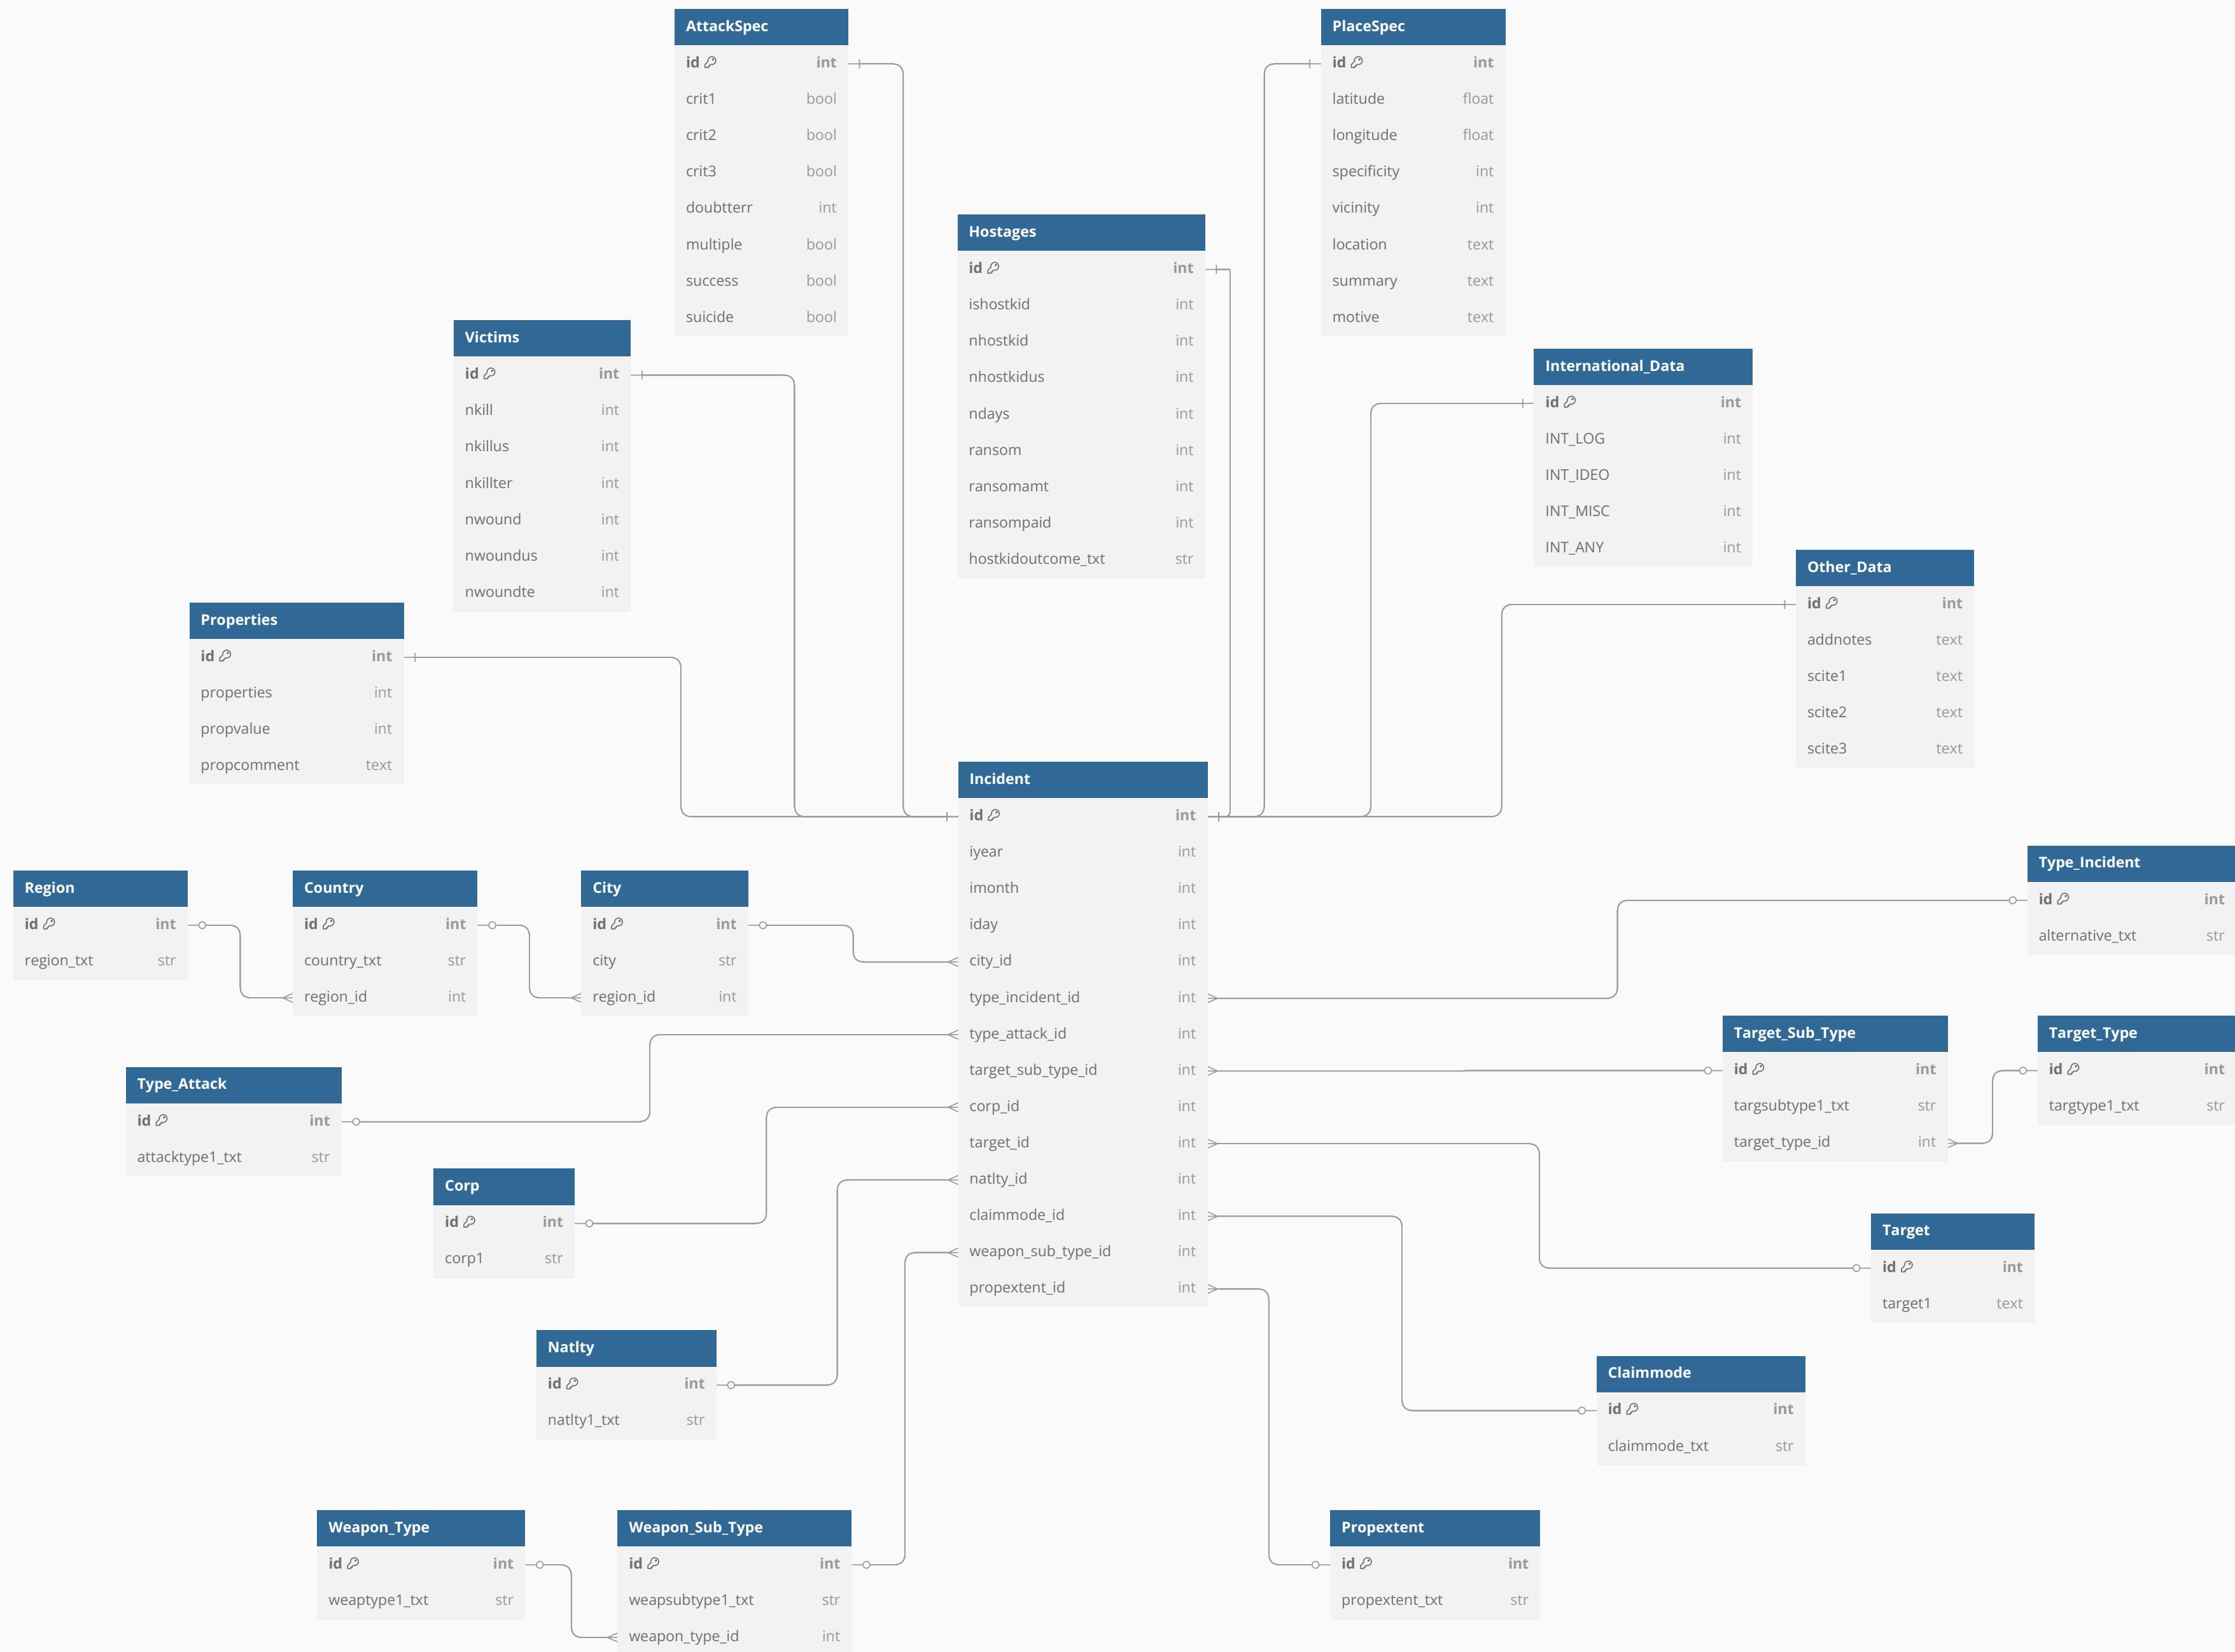 AttackSpec
id int
crit1 bool
crit2 bool
crit3 bool
doubtterr int
multiple bool
success bool
suicide bool
PlaceSpec
id int
latitude float
longitude float
specificity int
vicinity int
location text
summary text
motive text
Hostages
id int
ishostkid int
nhostkid int
nhostkidus int
ndays int
ransom int
ransomamt int
ransompaid int
hostkidoutcome_txt str
Victims
id int
nkill int
nkillus int
nkillter int
nwound int
nwoundus int
nwoundte int
International_Data
id int
INT_LOG int
INT_IDEO int
INT_MISC int
INT_ANY int
Other_Data
id int
addnotes text
scite1 text
scite2 text
scite3 text
Properties
id int
properties int
propvalue int
propcomment text
Incident
id int
iyear int
imonth int
iday int
city_id int
type_incident_id int
type_attack_id int
target_sub_type_id int
corp_id int
target_id int
natlty_id int
claimmode_id int
weapon_sub_type_id int
propextent_id int
Region
id int
region_txt str
Country
id int
country_txt str
region_id int
City
id int
city str
region_id int
Type_Incident
id int
alternative_txt str
Target_Sub_Type
id int
targsubtype1_txt str
target_type_id int
Target_Type
id int
targtype1_txt str
Type_Attack
id int
attacktype1_txt str
Corp
id int
corp1 str
Target
id int
target1 text
Natlty
id int
natlty1_txt str
Claimmode
id int
claimmode_txt str
Weapon_Type
id int
weaptype1_txt str
Weapon_Sub_Type
id int
weapsubtype1_txt str
weapon_type_id int
Propextent
id int
propextent_txt str